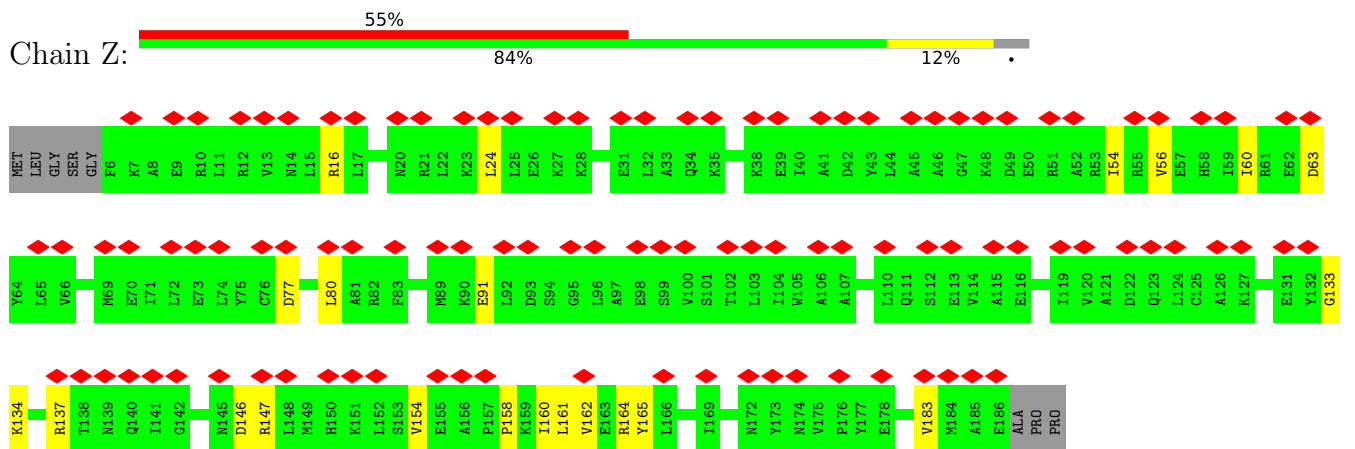 55%
Chain Z:
84% 12% •
MET LEU GLY SER GLY F6 K7 A8 E9 R10 L11 R12 V13 N14 L15 R16 L17 N20 R21 L22 K23 L24 L25 E26 K27 K28 E31 L32 A33 Q34 K35 K38 E39 I40 A41 D42 Y43 L44 A45 A46 G47 K48 D49 E50 R51 A52 R53 I54 R55 V56 E57 H58 I59 I60 R61 E62 D63
Y64 L65 V66 M69 E70 I71 L72 E73 L74 Y75 C76 D77 L80 A81 R82 F83 M89 K90 E91 L92 D93 S94 G95 L96 A97 E98 S99 V100 S101 T102 L103 I104 W105 A106 A107 L110 Q111 S112 E113 V114 A115 E116 I119 V120 A121 D122 Q123 L124 C125 A126 K127 E131 Y132 G133
K134 R137 T138 N139 Q140 I141 G142 N145 D146 R147 L148 M149 H150 K151 L152 S153 V154 E155 A156 P157 P158 K159 I160 L161 V162 E163 R164 Y165 L166 I169 N172 Y173 N174 V175 P176 Y177 E178 V183 M184 A185 E186 ALA PRO PRO